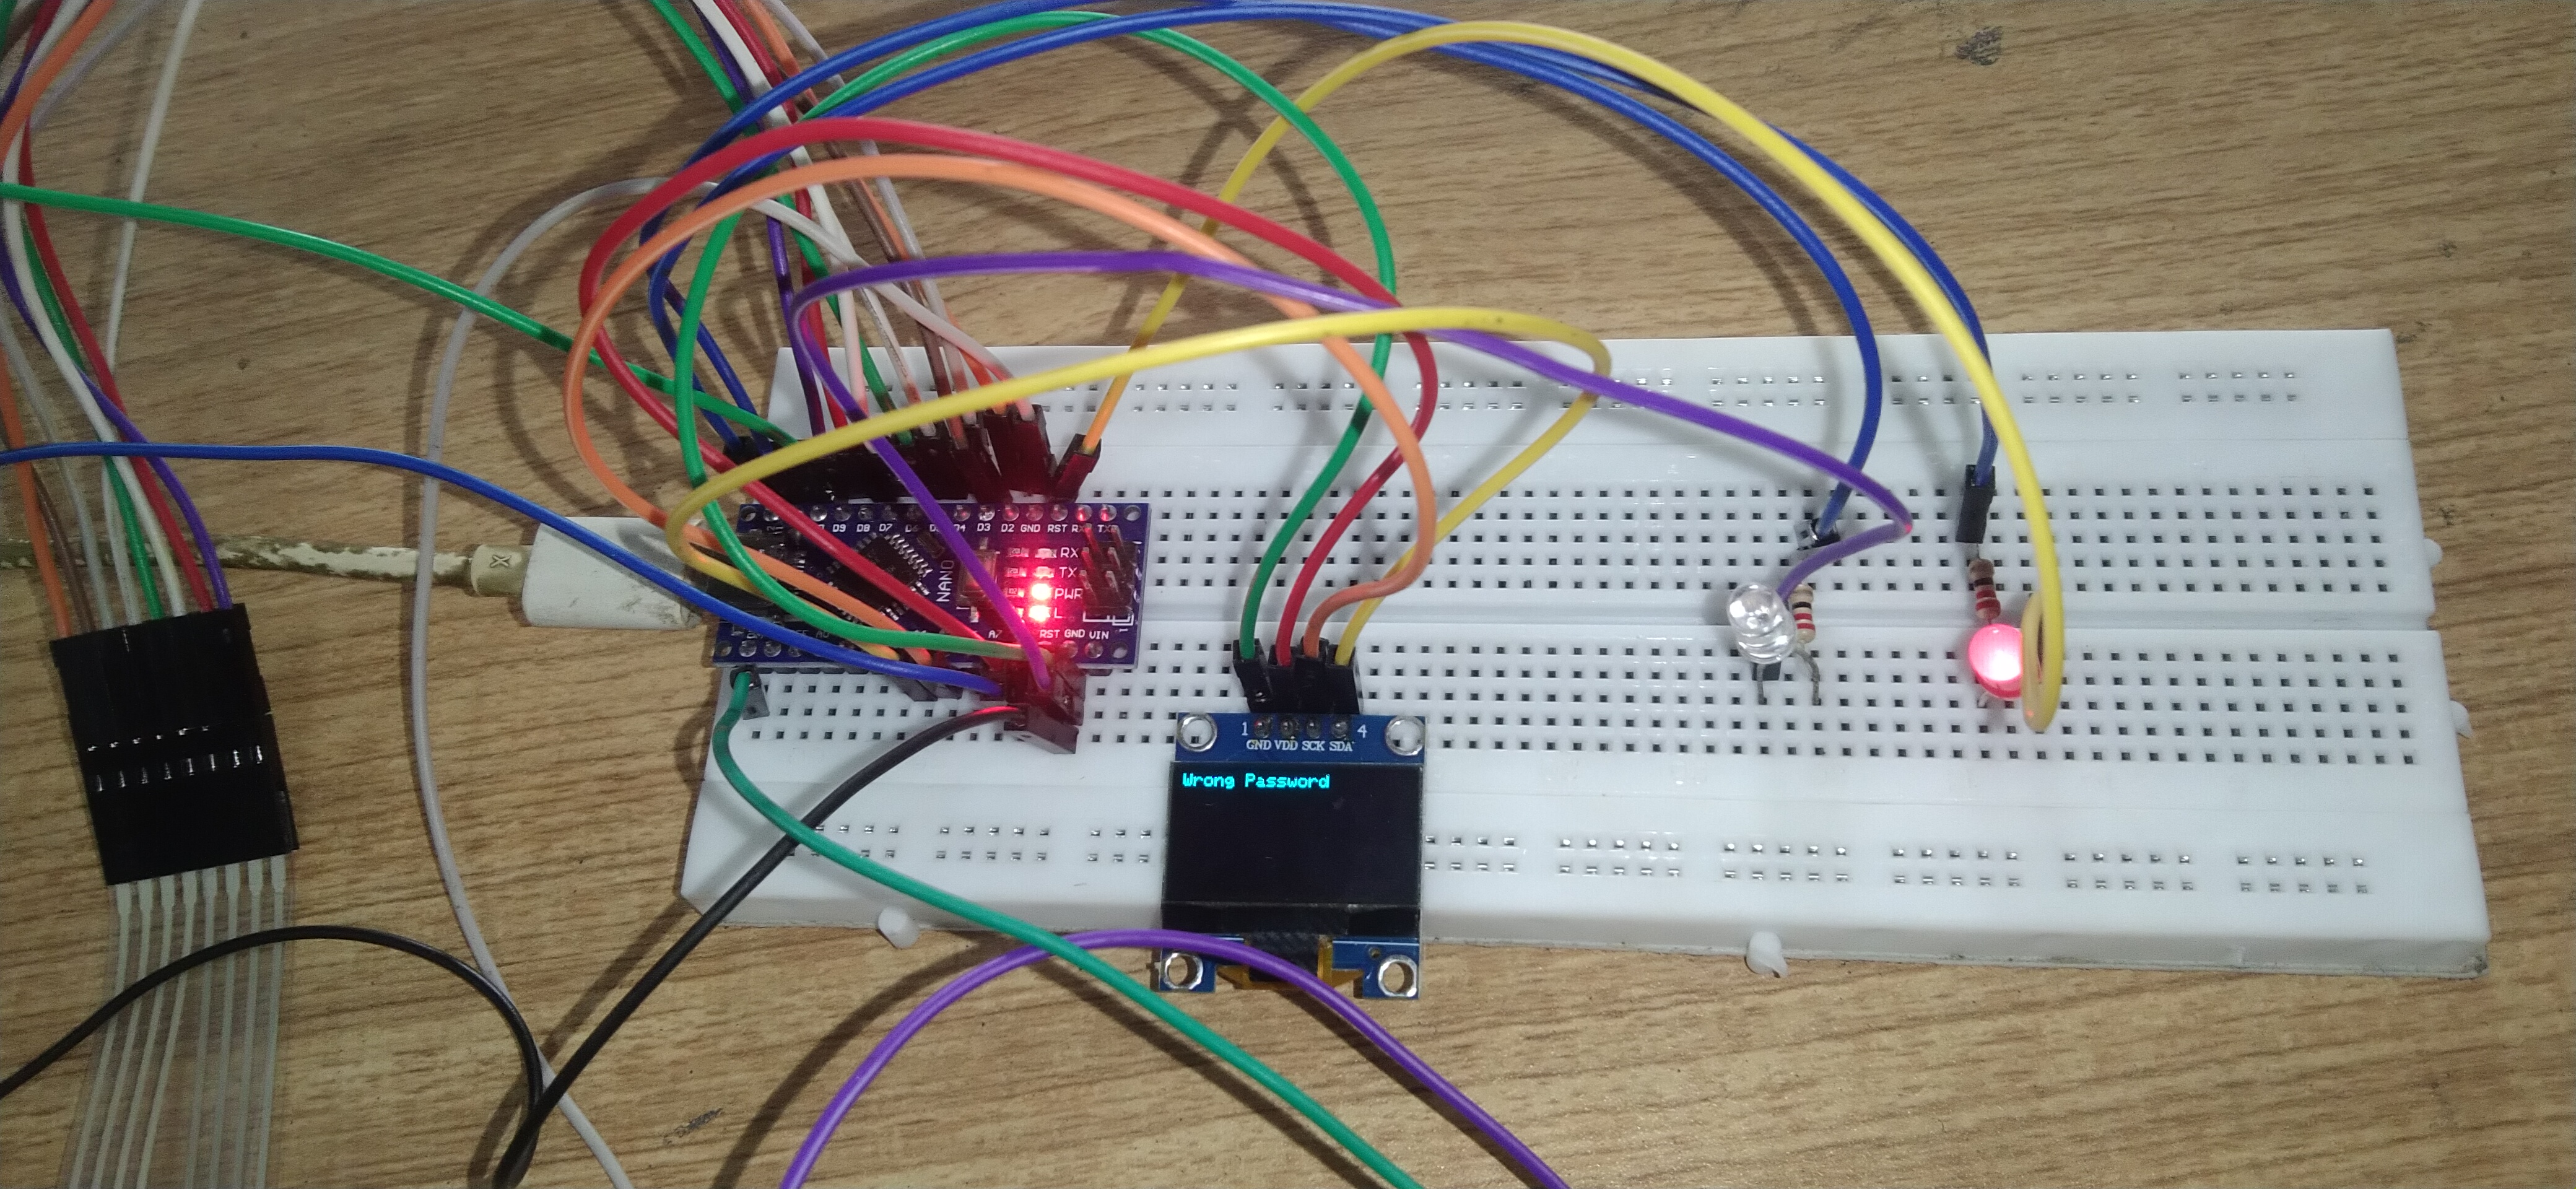 Wrong Password
1
GND VDD SCK SDA
4
NANO
D9
D8
D7
D3
D2
GND
RST
RX
TX
L
PWR
A7
RST
GND
VIN
X